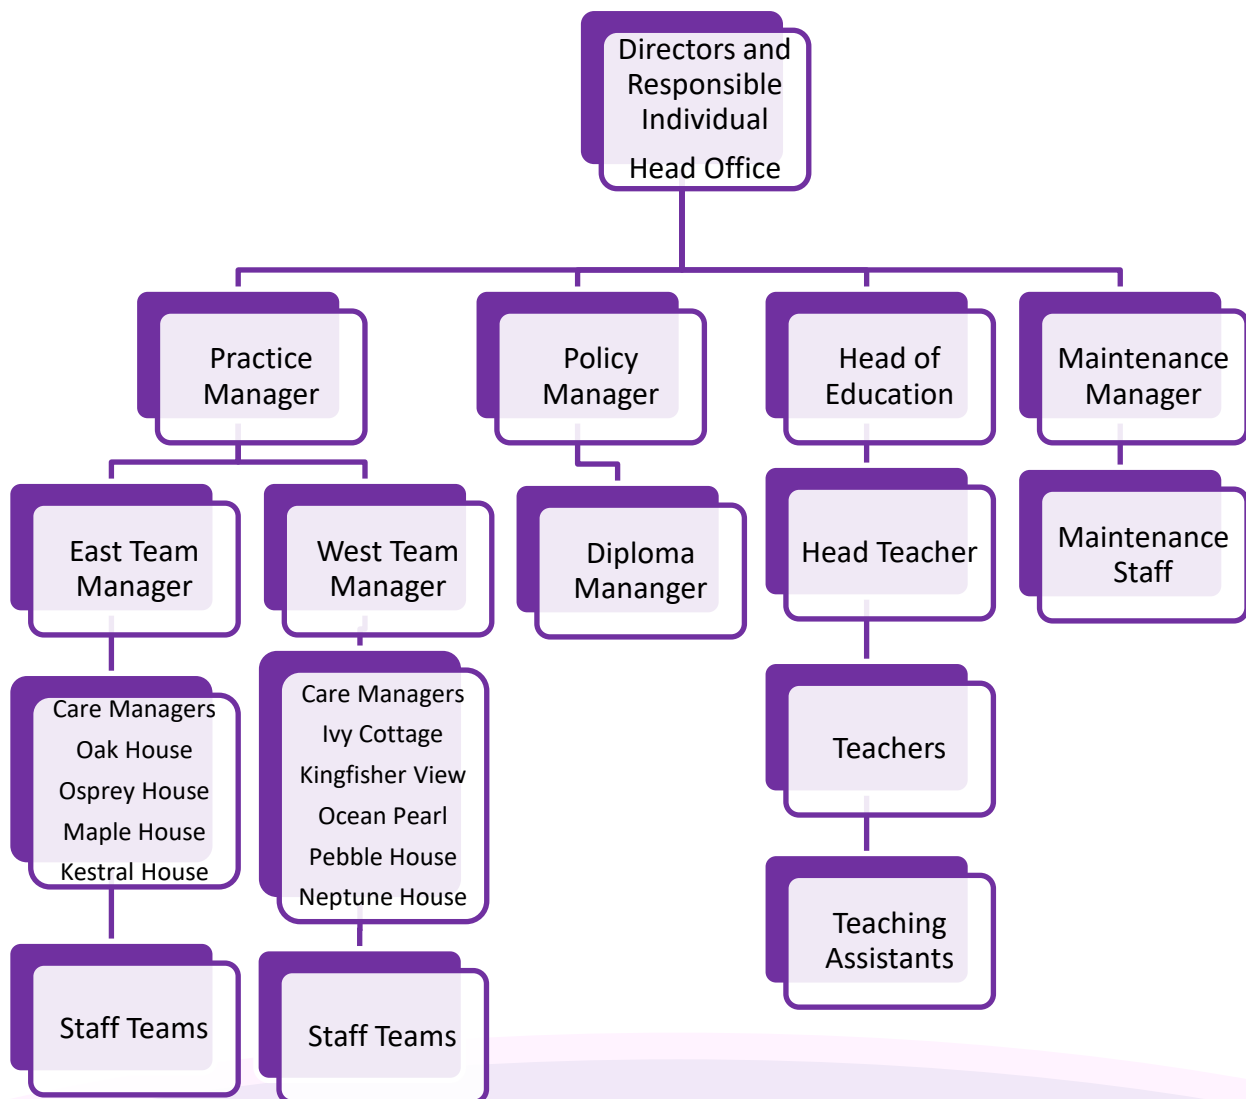 Directors and
Responsible
Individual
Head Office
Practice
Manager
Policy
Manager
Head of
Education
Maintenance
Manager
East Team
Manager
West Team
Manager
Diploma
Mananger
Head Teacher
Maintenance
Staff
Care Managers
Oak House
Osprey House
Maple House
Kestral House
Care Managers
Ivy Cottage
Kingfisher View
Ocean Pearl
Pebble House
Neptune House
Teachers
Teaching
Assistants
Staff Teams
Staff Teams